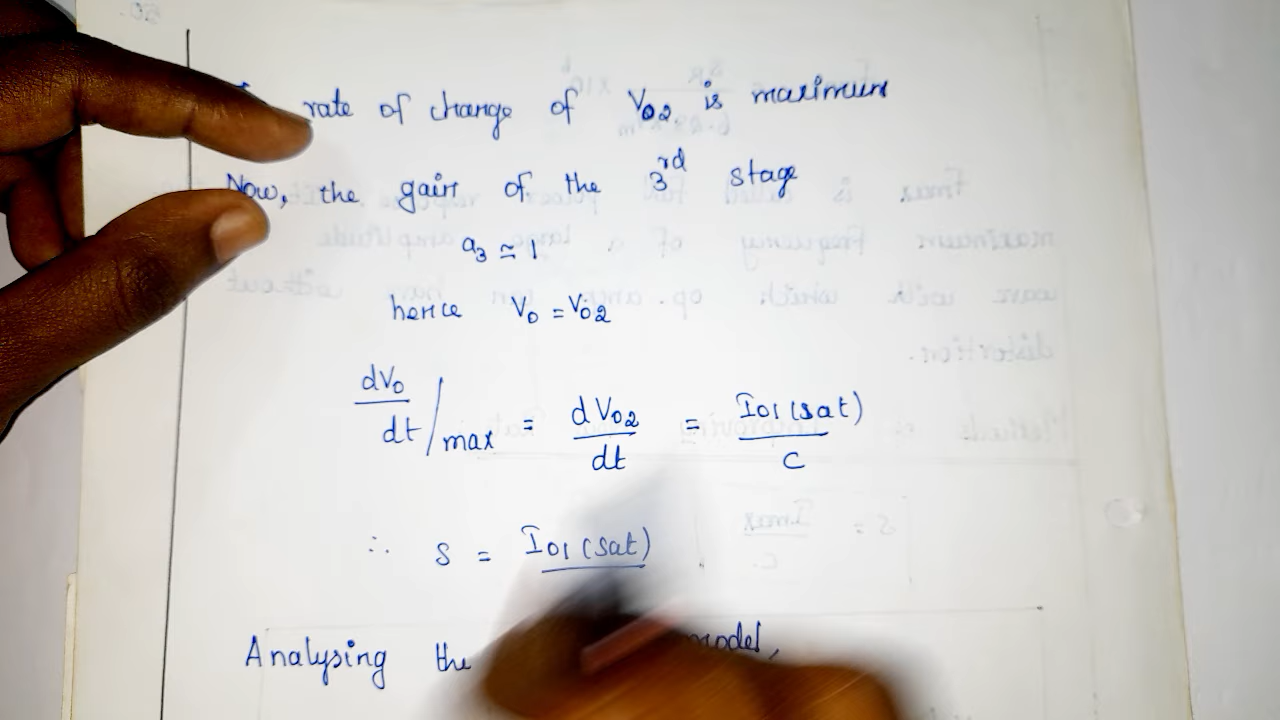 rate of change of Vo2 is maximum
Now, the gain of the 3rd stage
a3 ≃ 1
hence Vo = Vo2
dVo/dt /max = dVo2/dt = Io1(sat)/C
∴ S = Io1(sat)
Analysing the model,